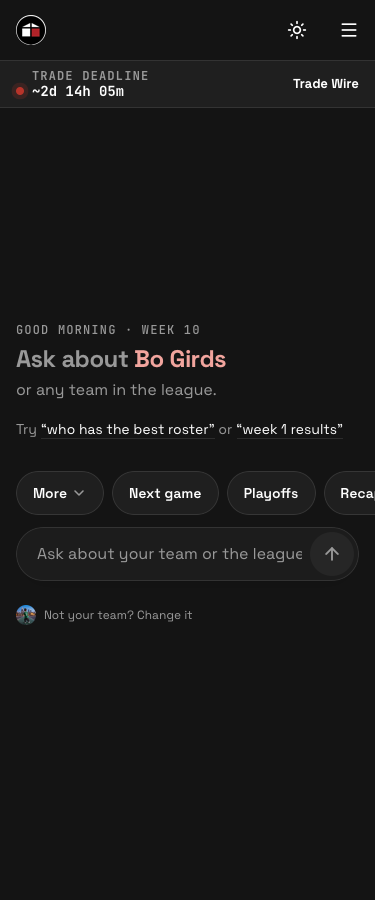 TRADE DEADLINE
~2d 14h 05m
Trade Wire
GOOD MORNING · WEEK 10
Ask about Bo Girds
or any team in the league.
Try “who has the best roster” or “week 1 results”
More
Next game
Playoffs
Recap
Ask about your team or the league
Not your team? Change it